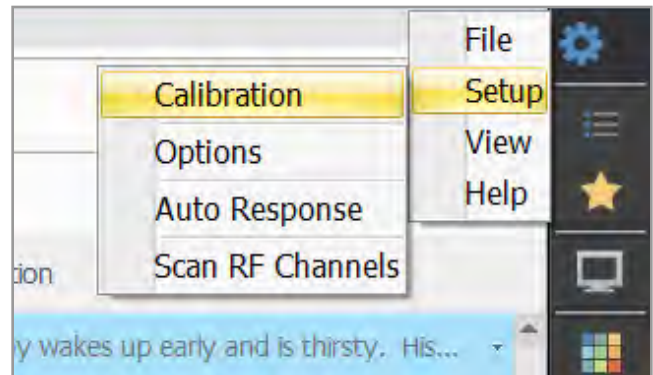 File
Setup
View
Help
Calibration
Options
Auto Response
Scan RF Channels
tion
y wakes up early and is thirsty. His...